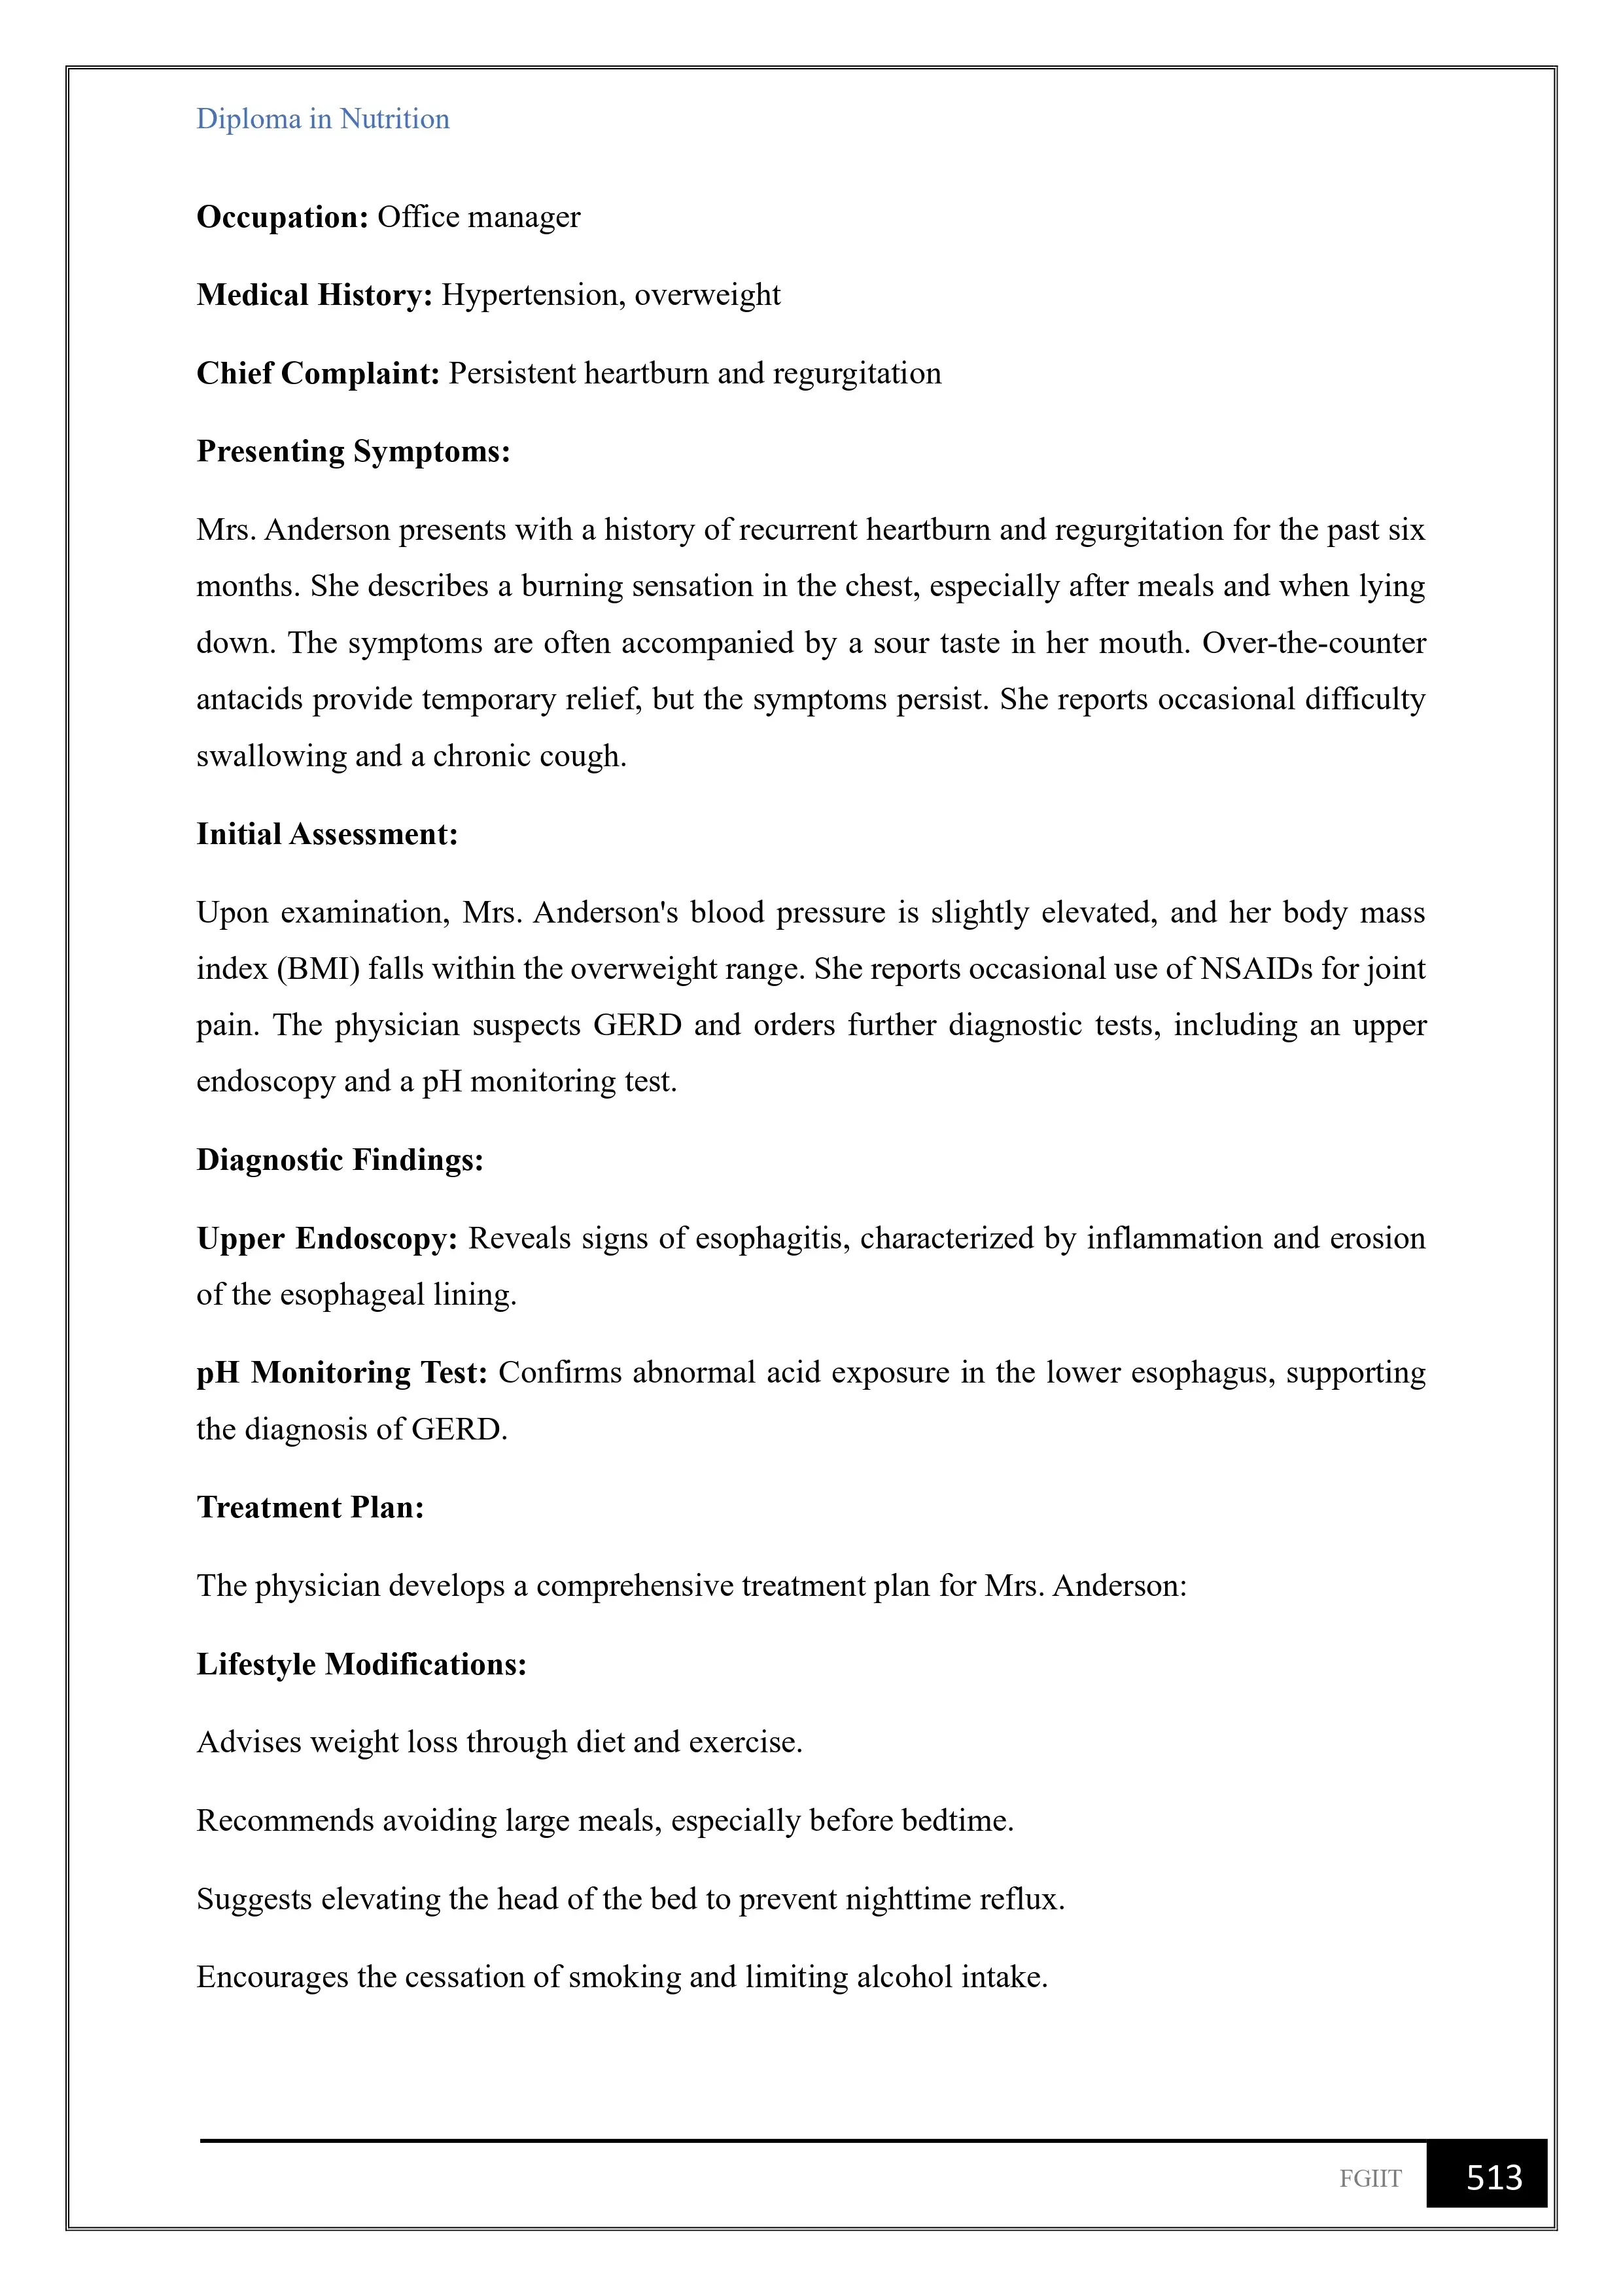 Diploma in Nutrition
Occupation: Office manager
Medical History: Hypertension, overweight
Chief Complaint: Persistent heartburn and regurgitation
Presenting Symptoms:
Mrs. Anderson presents with a history of recurrent heartburn and regurgitation for the past six
months. She describes a burning sensation in the chest, especially after meals and when lying
down. The symptoms are often accompanied by a sour taste in her mouth. Over-the-counter
antacids provide temporary relief, but the symptoms persist. She reports occasional difficulty
swallowing and a chronic cough.
Initial Assessment:
Upon examination, Mrs. Anderson's blood pressure is slightly elevated, and her body mass
index (BMI) falls within the overweight range. She reports occasional use of NSAIDs for joint
pain. The physician suspects GERD and orders further diagnostic tests, including an upper
endoscopy and a pH monitoring test.
Diagnostic Findings:
Upper Endoscopy: Reveals signs of esophagitis, characterized by inflammation and erosion
of the esophageal lining.
pH Monitoring Test: Confirms abnormal acid exposure in the lower esophagus, supporting
the diagnosis of GERD.
Treatment Plan:
The physician develops a comprehensive treatment plan for Mrs. Anderson:
Lifestyle Modifications:
Advises weight loss through diet and exercise.
Recommends avoiding large meals, especially before bedtime.
Suggests elevating the head of the bed to prevent nighttime reflux.
Encourages the cessation of smoking and limiting alcohol intake.
FGIIT 513